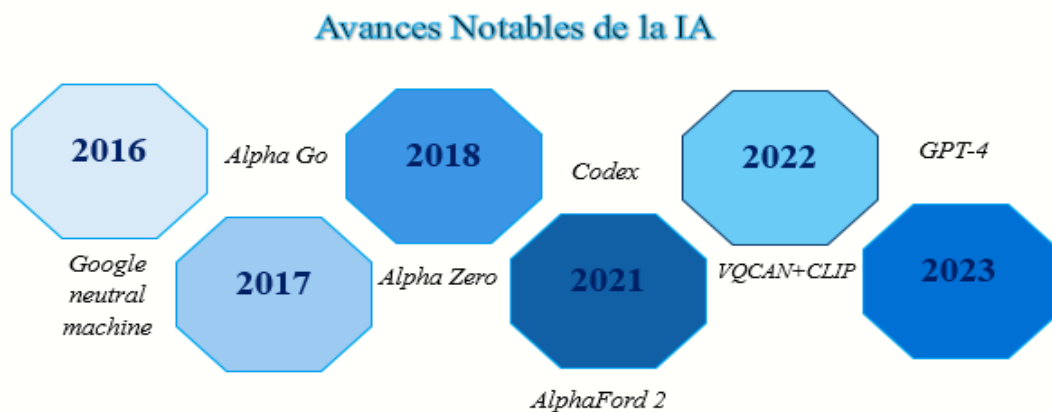 Avances Notables de la IA
2016
Google
neutral
machine
Alpha Go
2017
2018
Alpha Zero
Codex
2021
AlphaFord 2
2022
VQCAN+CLIP
GPT-4
2023